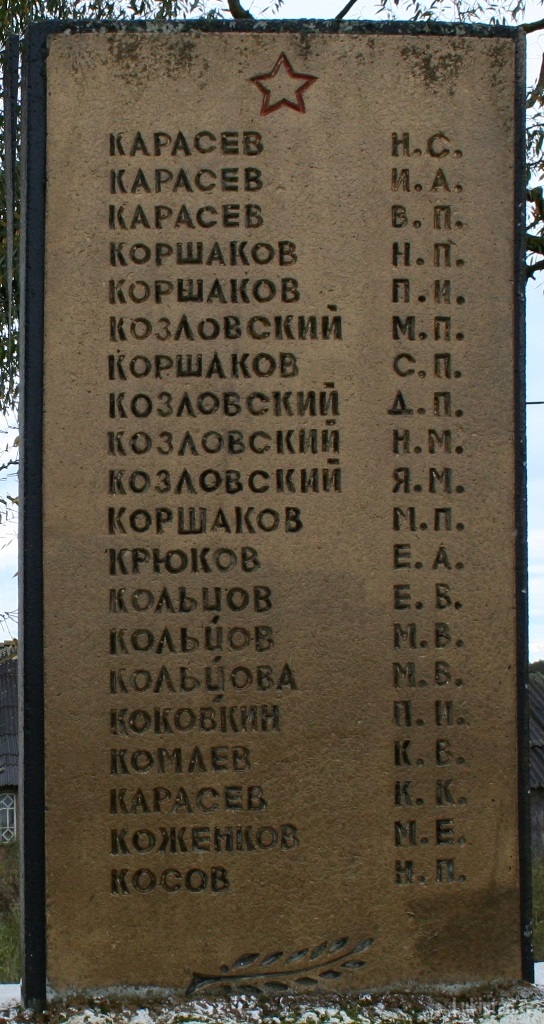 КАРАСЕВ Н.С.
КАРАСЕВ И.А.
КАРАСЕВ В.П.
КОРШАКОВ Н.П.
КОРШАКОВ П.И.
КОЗЛОВСКИЙ М.П.
КОРШАКОВ С.П.
КОЗЛОВСКИЙ Д.П.
КОЗЛОВСКИЙ Н.М.
КОЗЛОВСКИЙ Я.М.
КОРШАКОВ М.П.
КРЮКОВ Е.А.
КОЛЬЦОВ Е.В.
КОЛЬЦОВ М.В.
КОЛЬЦОВА М.В.
КОКОВКИН П.И.
КОМЛЕВ К.В.
КАРАСЕВ К.К.
КОЖЕНКОВ М.Е.
КОСОВ Н.П.